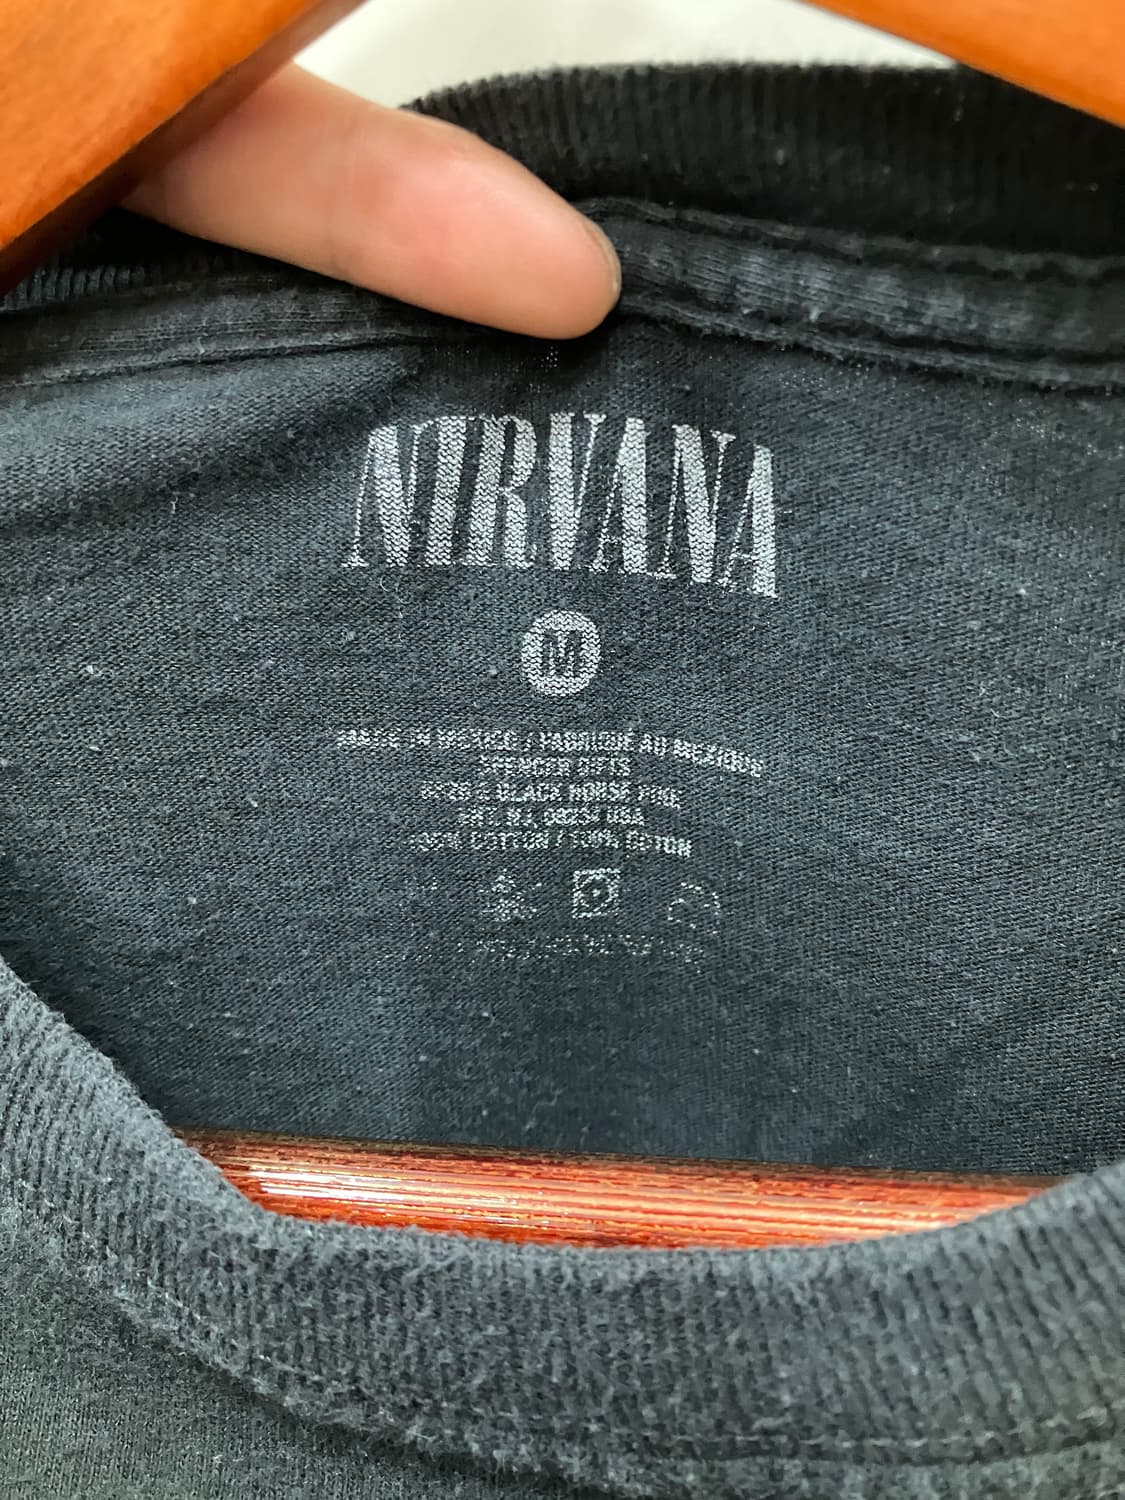 NIRVANA
M
MADE IN MEXICO / FABRIQUÉ AU MEXIQUE
SPENCER GIFTS
BLACK HORSE PIKE,
EHT, NJ, 08234 USA
100% COTTON / 100% COTON